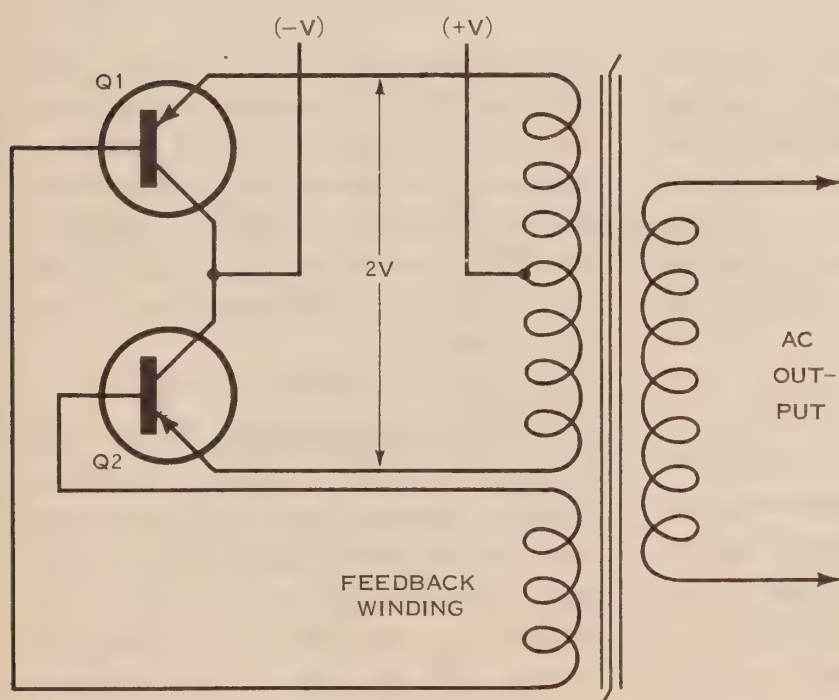 (-V)
(+V)
Q1
2V
AC
OUT-
PUT
Q2
FEEDBACK
WINDING